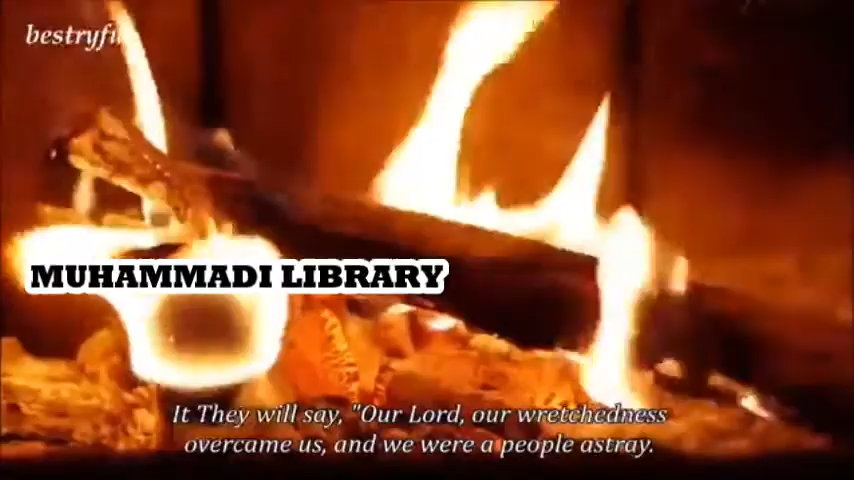 MUHAMMADI LIBRARY
It They will say, "Our Lord, our wretchedness
overcame us, and we were a people astray.